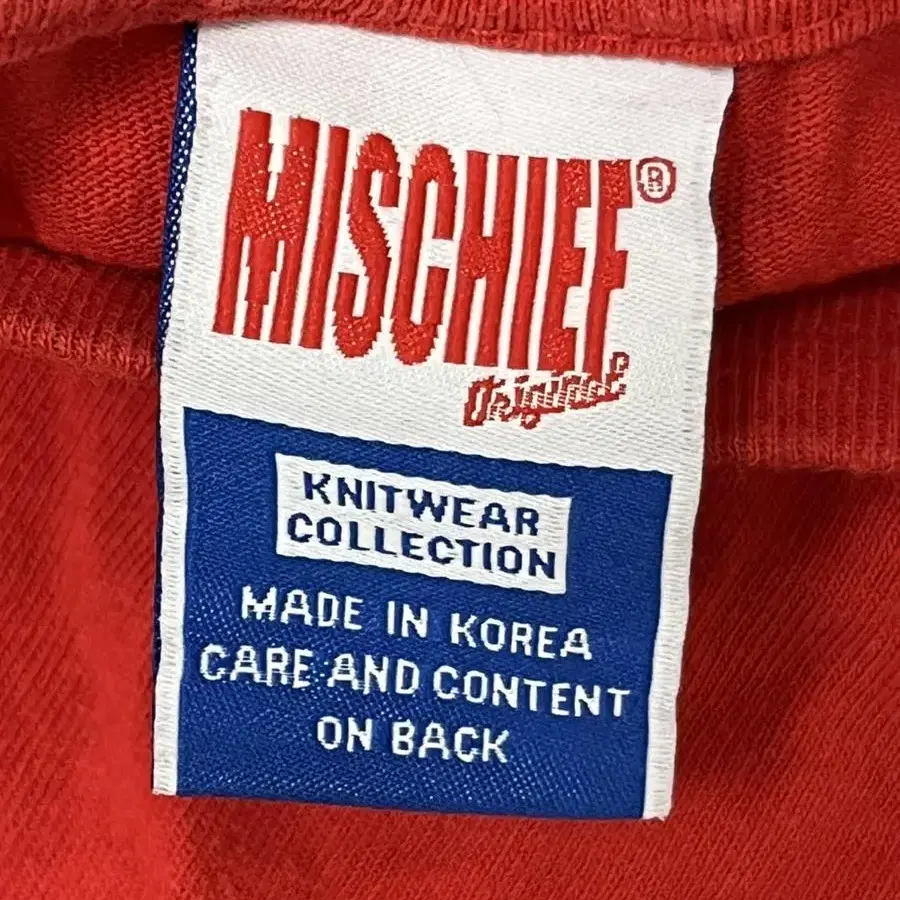 MISCHIEF®
Original
KNITWEAR
COLLECTION
MADE IN KOREA
CARE AND CONTENT
ON BACK